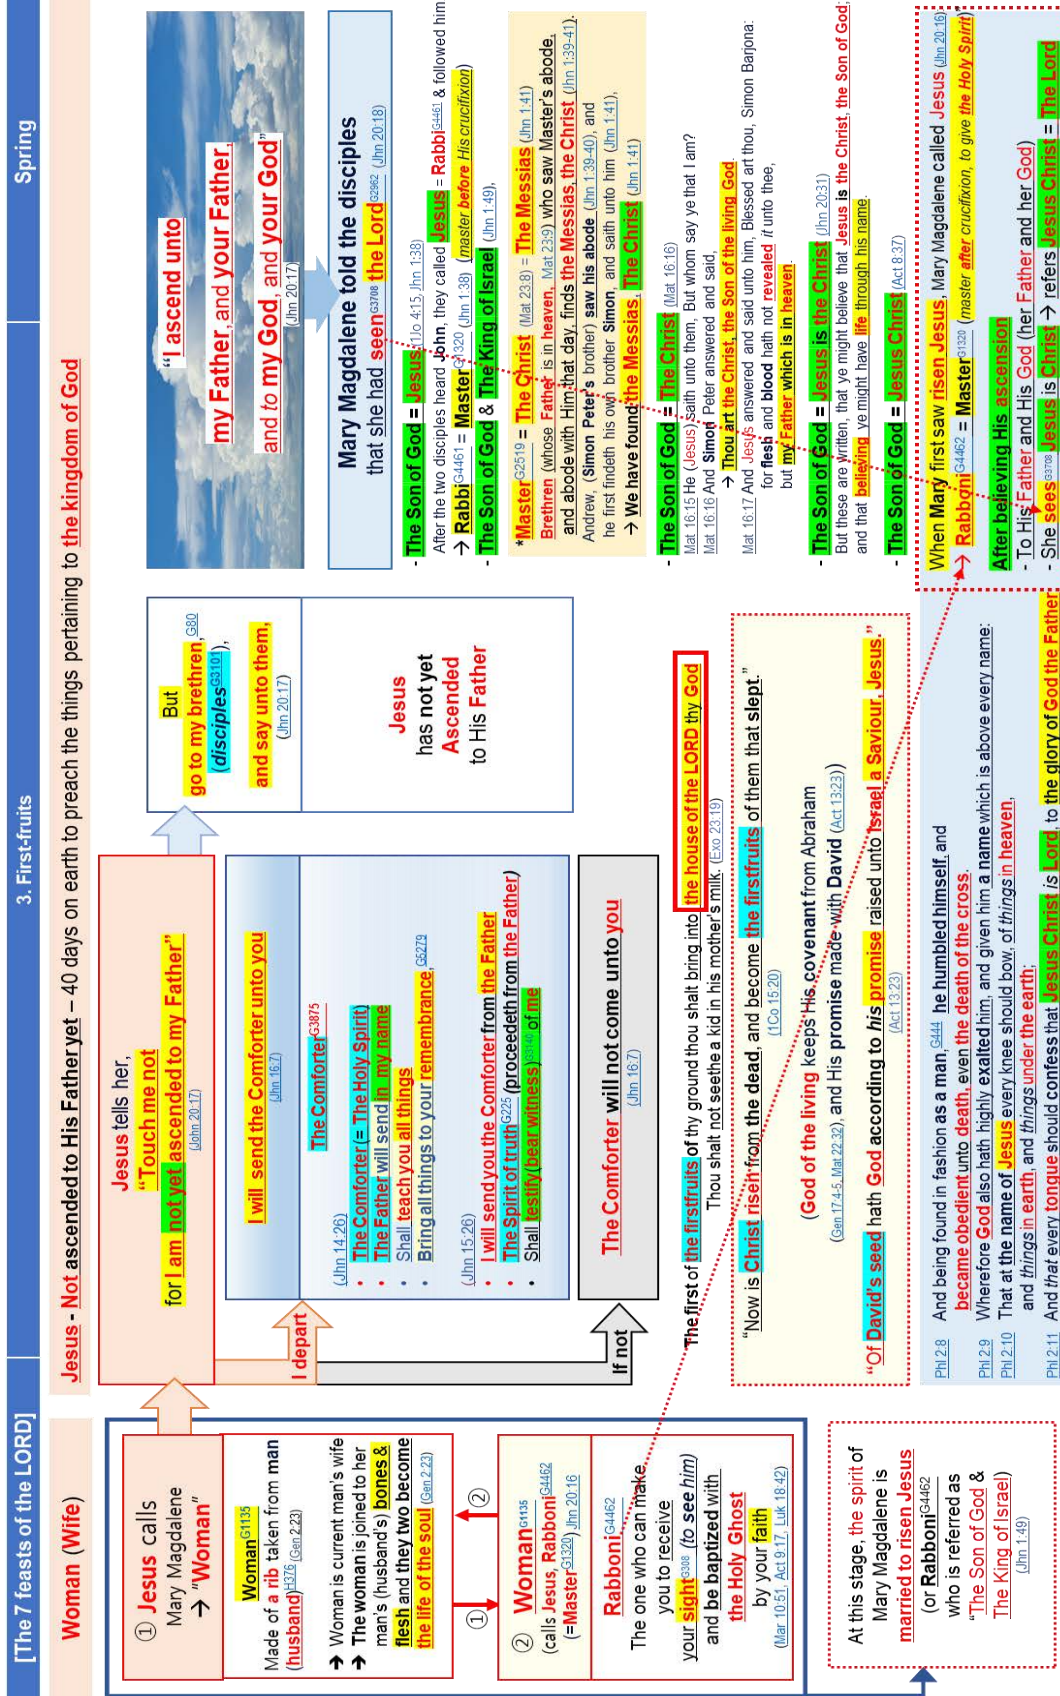 [The 7 feasts of the LORD]
3. First-fruits
Spring
Woman (Wife)
Jesus - Not ascended to His Father yet – 40 days on earth to preach the things pertaining to the kingdom of God
① Jesus calls
Mary Magdalene
→ "Woman"
WomanG1135
Made of a rib taken from man
(husband)H376 (Gen 2:23)
→ Woman is current man's wife
→ The woman is joined to her
man's (husband's) bones &
flesh and they two become
the life of the soul (Gen 2:23)
①
②
② WomanG1135
(calls Jesus, RabboniG4462
(=MasterG1320) Jhn 20:16
RabboniG4462
The one who can make
you to receive
your sightG308 (to see him)
and be baptized with
the Holy Ghost
by your faith
(Mar 10:51, Act 9:17, Luk 18:42)
At this stage, the spirit of
Mary Magdalene is
married to risen Jesus
(or RabboniG4462
who is referred as
"The Son of God &
The King of Israel)
(Jhn 1:49)
Jesus tells her,
"Touch me not
for I am not yet ascended to my Father"
(John 20:17)
I depart
If not
I will send the Comforter unto you
(Jhn 16:7)
The ComforterG3875
(Jhn 14:26)
• The Comforter (= The Holy Spirit)
• The Father will send in my name
• Shall teach you all things
• Bring all things to your remembrance,G5279
(Jhn 15:26)
• I will send you the Comforter from the Father
• The Spirit of truthG225 (proceedeth from the Father)
• Shall testify(bear witness)G3140 of me
The Comforter will not come unto you
(Jhn 16:7)
But
go to my brethren,G80
(disciplesG3101),
and say unto them,
(Jhn 20:17)
Jesus
has not yet
Ascended
to His Father
"I ascend unto
my Father, and your Father,
and to my God, and your God"
(Jhn 20:17)
Mary Magdalene told the disciples
that she had seenG3708 the LordG2962 (Jhn 20:18)
- The Son of God = Jesus (1Jo 4:15, Jhn 1:38)
After the two disciples heard John, they called Jesus = RabbiG4461 & followed him
→ RabbiG4461 = MasterG1320 (Jhn 1:38) (master before His crucifixion)
- The Son of God & The King of Israel (Jhn 1:49),
*MasterG2519 = The Christ (Mat 23:8) = The Messias (Jhn 1:41)
Brethren (whose Father is in heaven, Mat 23:9) who saw Master's abode,
and abode with Him that day, finds the Messias, the Christ (Jhn 1:39-41).
Andrew, (Simon Peter's brother) saw his abode (Jhn 1:39-40), and
he first findeth his own brother Simon, and saith unto him (Jhn 1:41),
→ We have found the Messias, The Christ (Jhn 1:41)
- The Son of God = The Christ (Mat 16:16)
Mat 16:15 He (Jesus) saith unto them, But whom say ye that I am?
Mat 16:16 And Simon Peter answered and said,
→ Thou art the Christ, the Son of the living God.
Mat 16:17 And Jesus answered and said unto him, Blessed art thou, Simon Barjona:
for flesh and blood hath not revealed it unto thee,
but my Father which is in heaven.
- The Son of God = Jesus is the Christ (Jhn 20:31)
But these are written, that ye might believe that Jesus is the Christ, the Son of God;
and that believing ye might have life through his name.
- The Son of God = Jesus Christ (Act 8:37)
The first of the firstfruits of thy ground thou shalt bring into the house of the LORD thy God
Thou shalt not seethe a kid in his mother's milk. (Exo 23:19)
"Now is Christ risen from the dead, and become the firstfruits of them that slept."
(1Co 15:20)
(God of the living keeps His covenant from Abraham
(Gen 17:4-5, Mat 22:32), and His promise made with David (Act 13:23))
"Of David's seed hath God according to his promise raised unto Israel a Saviour, Jesus."
(Act 13:23)
Phl 2:8 And being found in fashion as a man,G444 he humbled himself, and
became obedient unto death, even the death of the cross.
Phl 2:9 Wherefore God also hath highly exalted him, and given him a name which is above every name:
Phl 2:10 That at the name of Jesus every knee should bow, of things in heaven,
and things in earth, and things under the earth;
Phl 2:11 And that every tongue should confess that Jesus Christ is Lord, to the glory of God the Father
When Mary first saw risen Jesus, Mary Magdalene called Jesus (Jhn 20:16)
→ RabboniG4462 = MasterG1320 (master after crucifixion, to give the Holy Spirit)"
After believing His ascension
- To His Father and His God (her Father and her God)
- She seesG3708 Jesus is Christ → refers Jesus Christ = The Lord